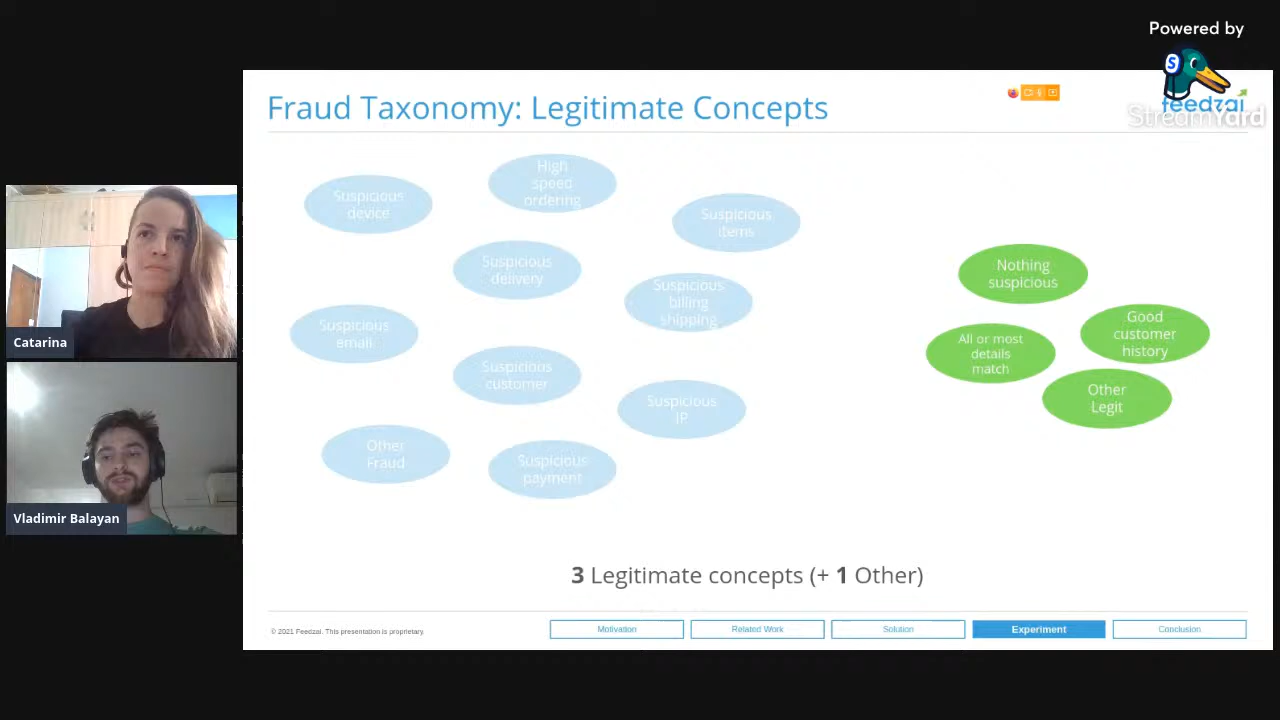 Powered by
feedzai
StreamYard
Fraud Taxonomy: Legitimate Concepts
Suspicious
device
High
speed
ordering
Suspicious
items
Suspicious
delivery
Suspicious
billing
shipping
Suspicious
email
Suspicious
customer
Suspicious
IP
Other
Fraud
Suspicious
payment
Nothing
suspicious
Good
customer
history
All or most
details
match
Other
Legit
3 Legitimate concepts (+ 1 Other)
Catarina
Vladimir Balayan
© 2021 Feedzai. This presentation is proprietary.
Motivation
Related Work
Solution
Experiment
Conclusion